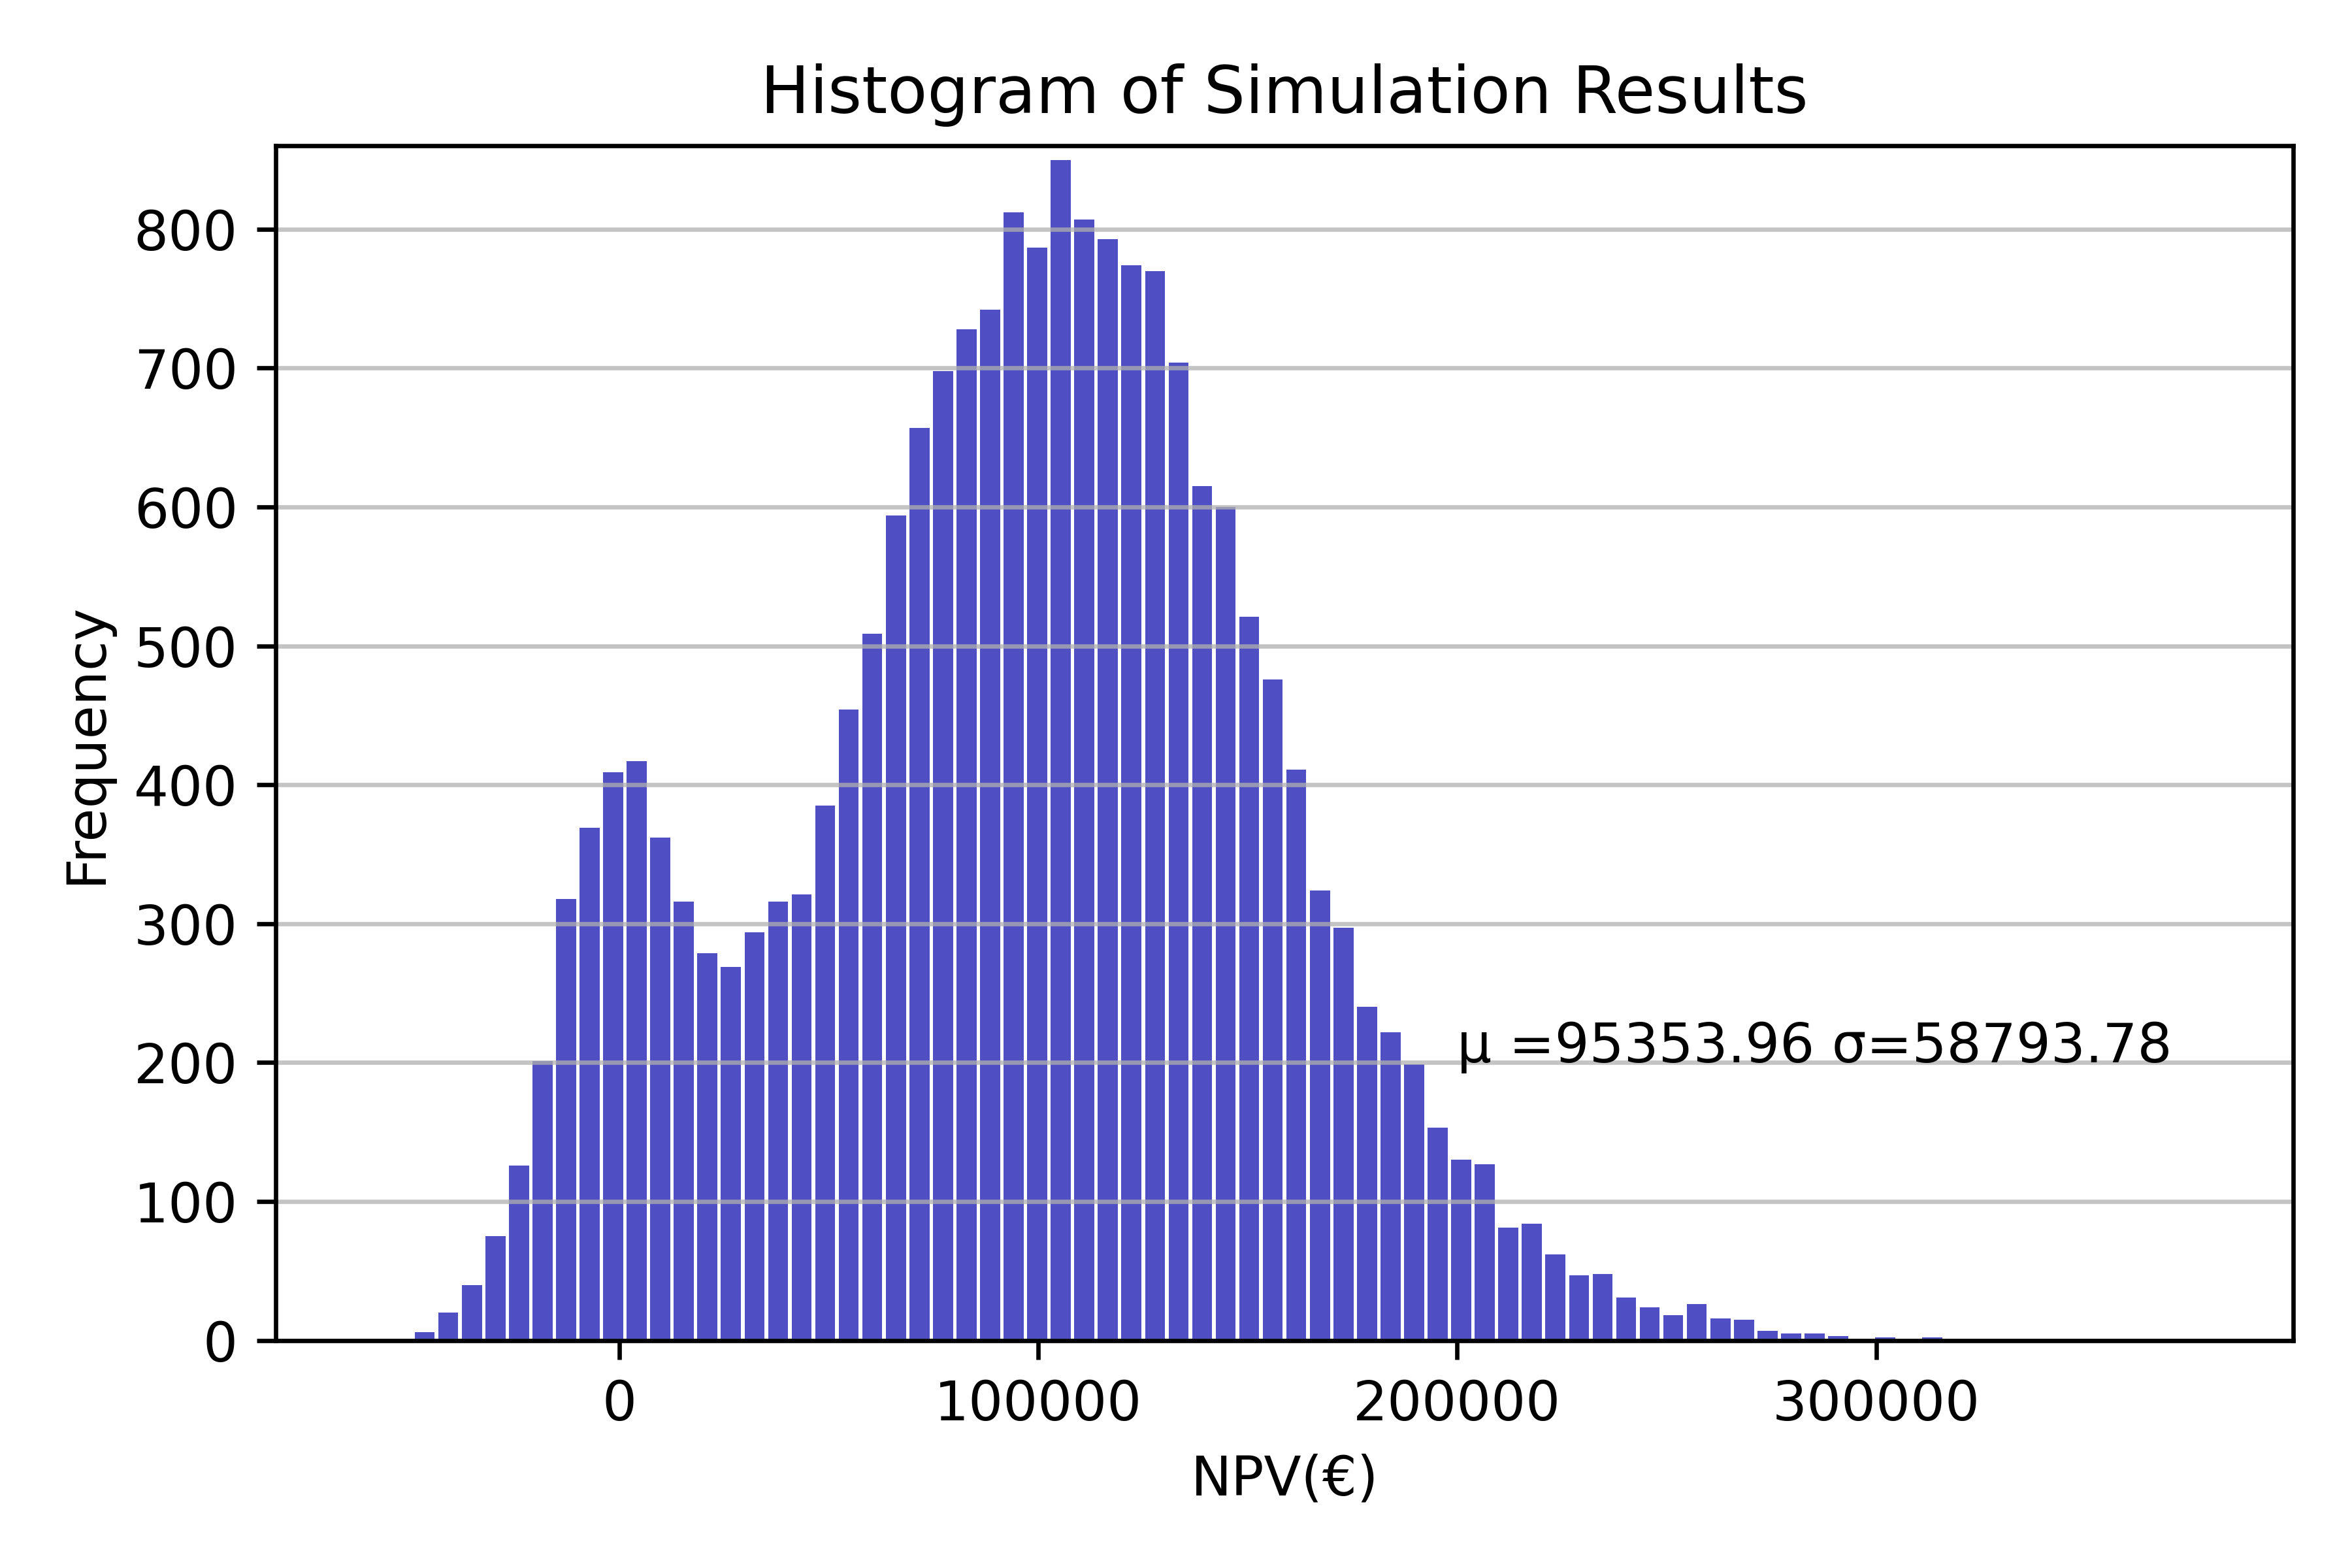 Histogram of Simulation Results
800
700
600
500
400
300
200
100
0
Frequency
μ =95353.96 σ=58793.78
0 100000 200000 300000
NPV(€)